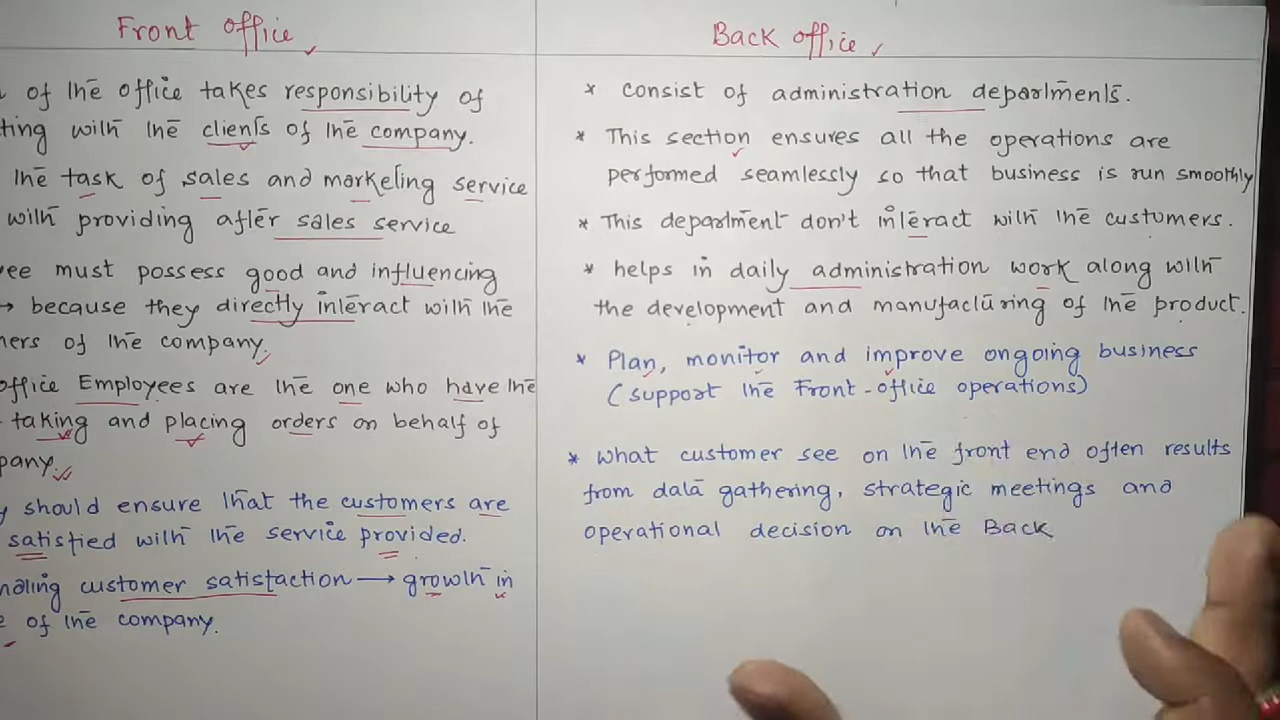 Front office
of the office takes responsibility of
ting with the clients of the company.
the task of sales and marketing service
with providing after sales service
ee must possess good and influencing
→ because they directly interact with the
ers of the company.
office Employees are the one who have the
taking and placing orders on behalf of
pany.
y should ensure that the customers are
satisfied with the service provided.
ndling customer satisfaction → growth in
e of the company.
Back office
* consist of administration departments.
* This section ensures all the operations are
performed seamlessly so that business is run smoothly
* This department don't interact with the customers.
* helps in daily administration work along with
the development and manufacturing of the product.
* Plan, monitor and improve ongoing business
(support the Front-office operations)
* what customer see on the front end often results
from data gathering, strategic meetings and
operational decision on the Back